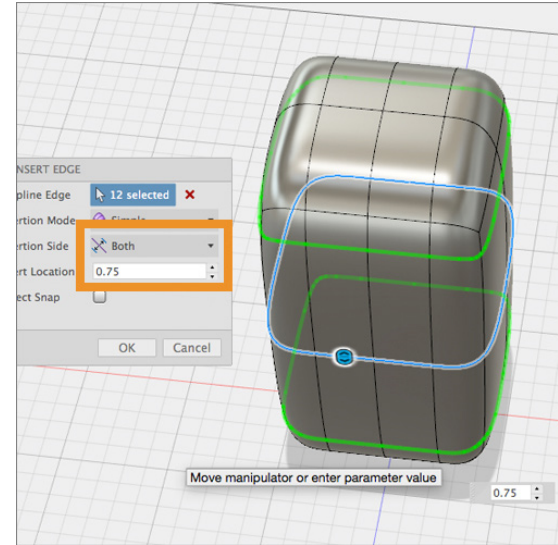 NSERT EDGE
pline Edge 12 selected
ertion Mode Simple
ertion Side Both
ert Location 0.75
ect Snap
OK Cancel
Move manipulator or enter parameter value
0.75